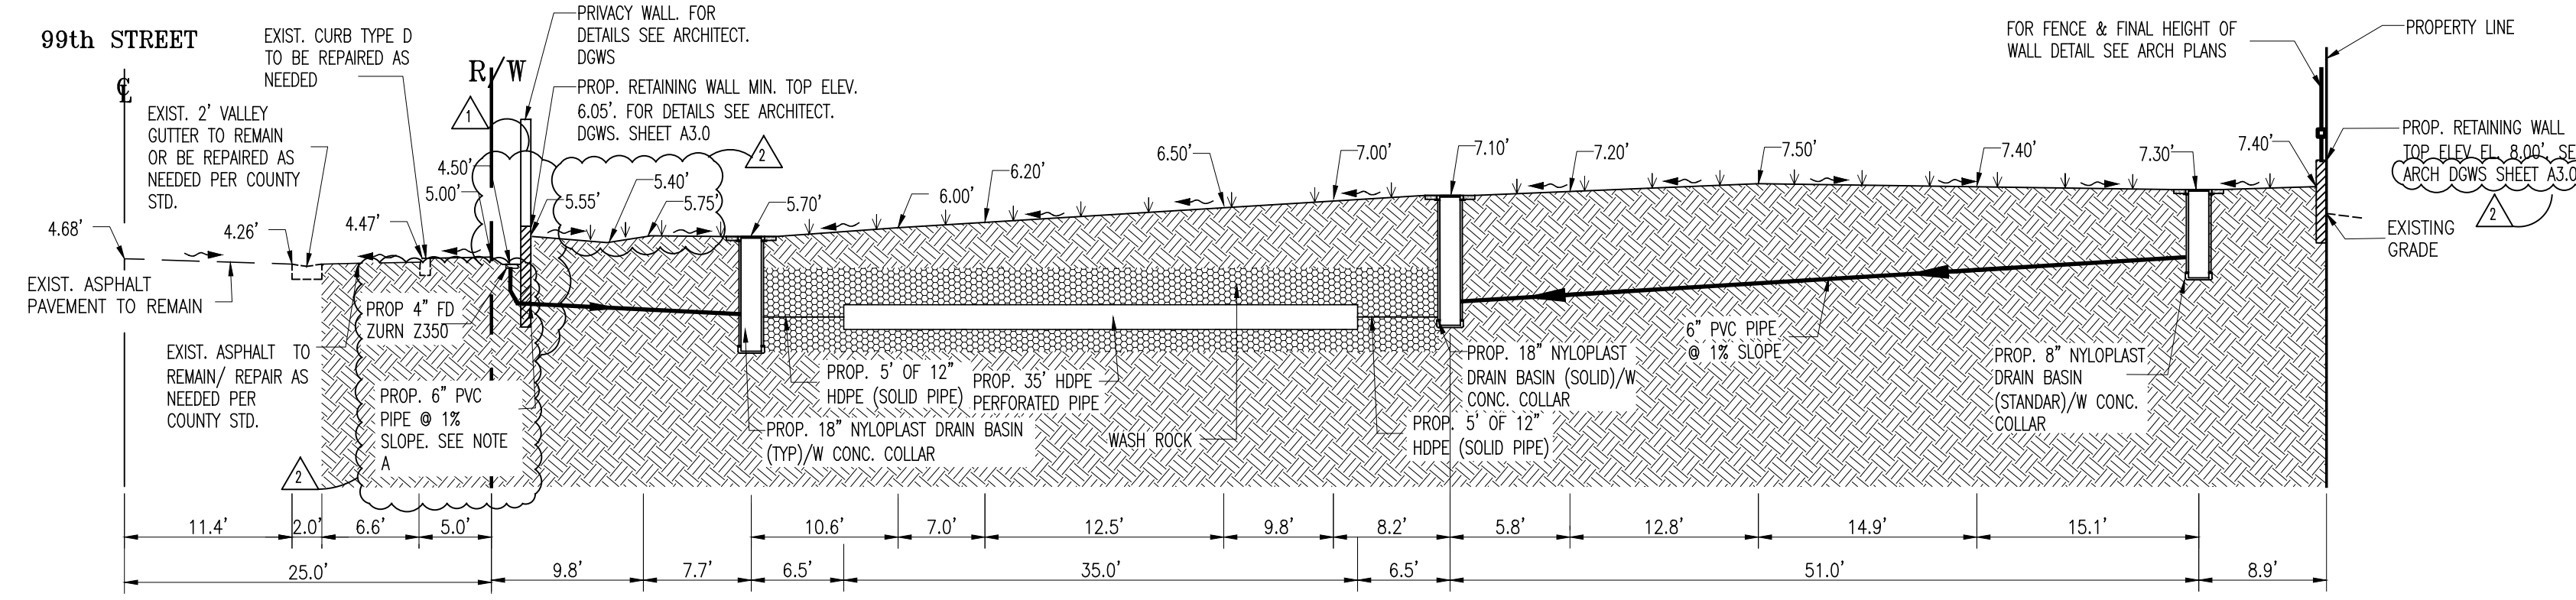 99th STREET
℄
EXIST. CURB TYPE D
TO BE REPAIRED AS
NEEDED
R/W
PRIVACY WALL. FOR
DETAILS SEE ARCHITECT.
DGWS
PROP. RETAINING WALL MIN. TOP ELEV.
6.05'. FOR DETAILS SEE ARCHITECT.
DGWS. SHEET A3.0
FOR FENCE & FINAL HEIGHT OF
WALL DETAIL SEE ARCH PLANS
PROPERTY LINE
EXIST. 2' VALLEY
GUTTER TO REMAIN
OR BE REPAIRED AS
NEEDED PER COUNTY
STD.
1
2
PROP. RETAINING WALL
TOP ELEV EL. 8.00'. SE
ARCH DGWS SHEET A3.0
2
EXISTING
GRADE
4.68'
4.26'
4.47'
5.00'
4.50'
5.55'
5.40'
5.75'
5.70'
6.00'
6.20'
6.50'
7.00'
7.10'
7.20'
7.50'
7.40'
7.30'
7.40'
EXIST. ASPHALT
PAVEMENT TO REMAIN
EXIST. ASPHALT TO
REMAIN/ REPAIR AS
NEEDED PER
COUNTY STD.
2
PROP 4" FD
ZURN Z350
PROP. 6" PVC
PIPE @ 1%
SLOPE. SEE NOTE
A
PROP. 5' OF 12"
HDPE (SOLID PIPE)
PROP. 35' HDPE
PERFORATED PIPE
PROP. 18" NYLOPLAST DRAIN BASIN
(TYP)/W CONC. COLLAR
WASH ROCK
PROP. 18" NYLOPLAST
DRAIN BASIN (SOLID)/W
CONC. COLLAR
PROP. 5' OF 12"
HDPE (SOLID PIPE)
6" PVC PIPE
@ 1% SLOPE
PROP. 8" NYLOPLAST
DRAIN BASIN
(STANDAR)/W CONC.
COLLAR
11.4' 2.0' 6.6' 5.0' 10.6' 7.0' 12.5' 9.8' 8.2' 5.8' 12.8' 14.9' 15.1'
25.0' 9.8' 7.7' 6.5' 35.0' 6.5' 51.0' 8.9'